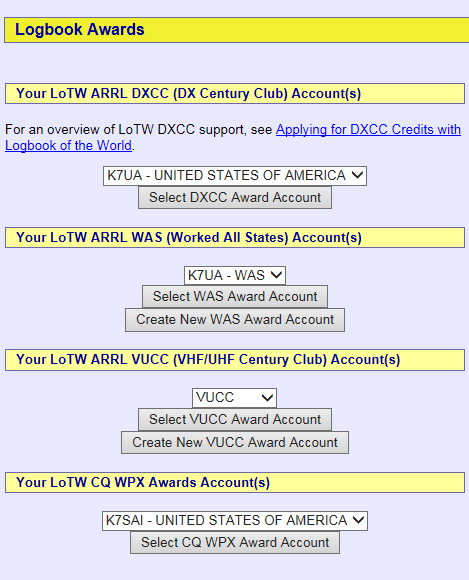 Logbook Awards
Your LoTW ARRL DXCC (DX Century Club) Account(s)
For an overview of LoTW DXCC support, see Applying for DXCC Credits with
Logbook of the World.
K7UA - UNITED STATES OF AMERICA
Select DXCC Award Account
Your LoTW ARRL WAS (Worked All States) Account(s)
K7UA - WAS
Select WAS Award Account
Create New WAS Award Account
Your LoTW ARRL VUCC (VHF/UHF Century Club) Account(s)
VUCC
Select VUCC Award Account
Create New VUCC Award Account
Your LoTW CQ WPX Awards Account(s)
K7SAI - UNITED STATES OF AMERICA
Select CQ WPX Award Account